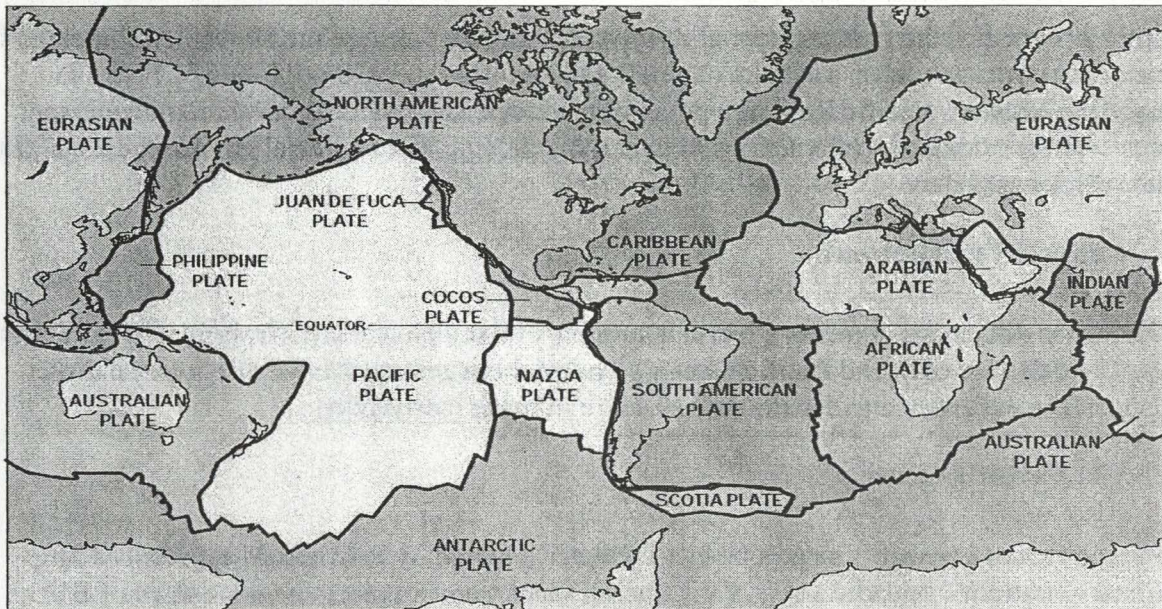 NORTH AMERICAN
PLATE
EURASIAN
PLATE
EURASIAN
PLATE
JUAN DE FUCA
PLATE
CARIBBEAN
PLATE
PHILIPPINE
PLATE
ARABIAN
PLATE
INDIAN
PLATE
COCOS
PLATE
EQUATOR
AFRICAN
PLATE
PACIFIC
PLATE
NAZCA
PLATE
SOUTH AMERICAN
PLATE
AUSTRALIAN
PLATE
AUSTRALIAN
PLATE
SCOTIA PLATE
ANTARCTIC
PLATE